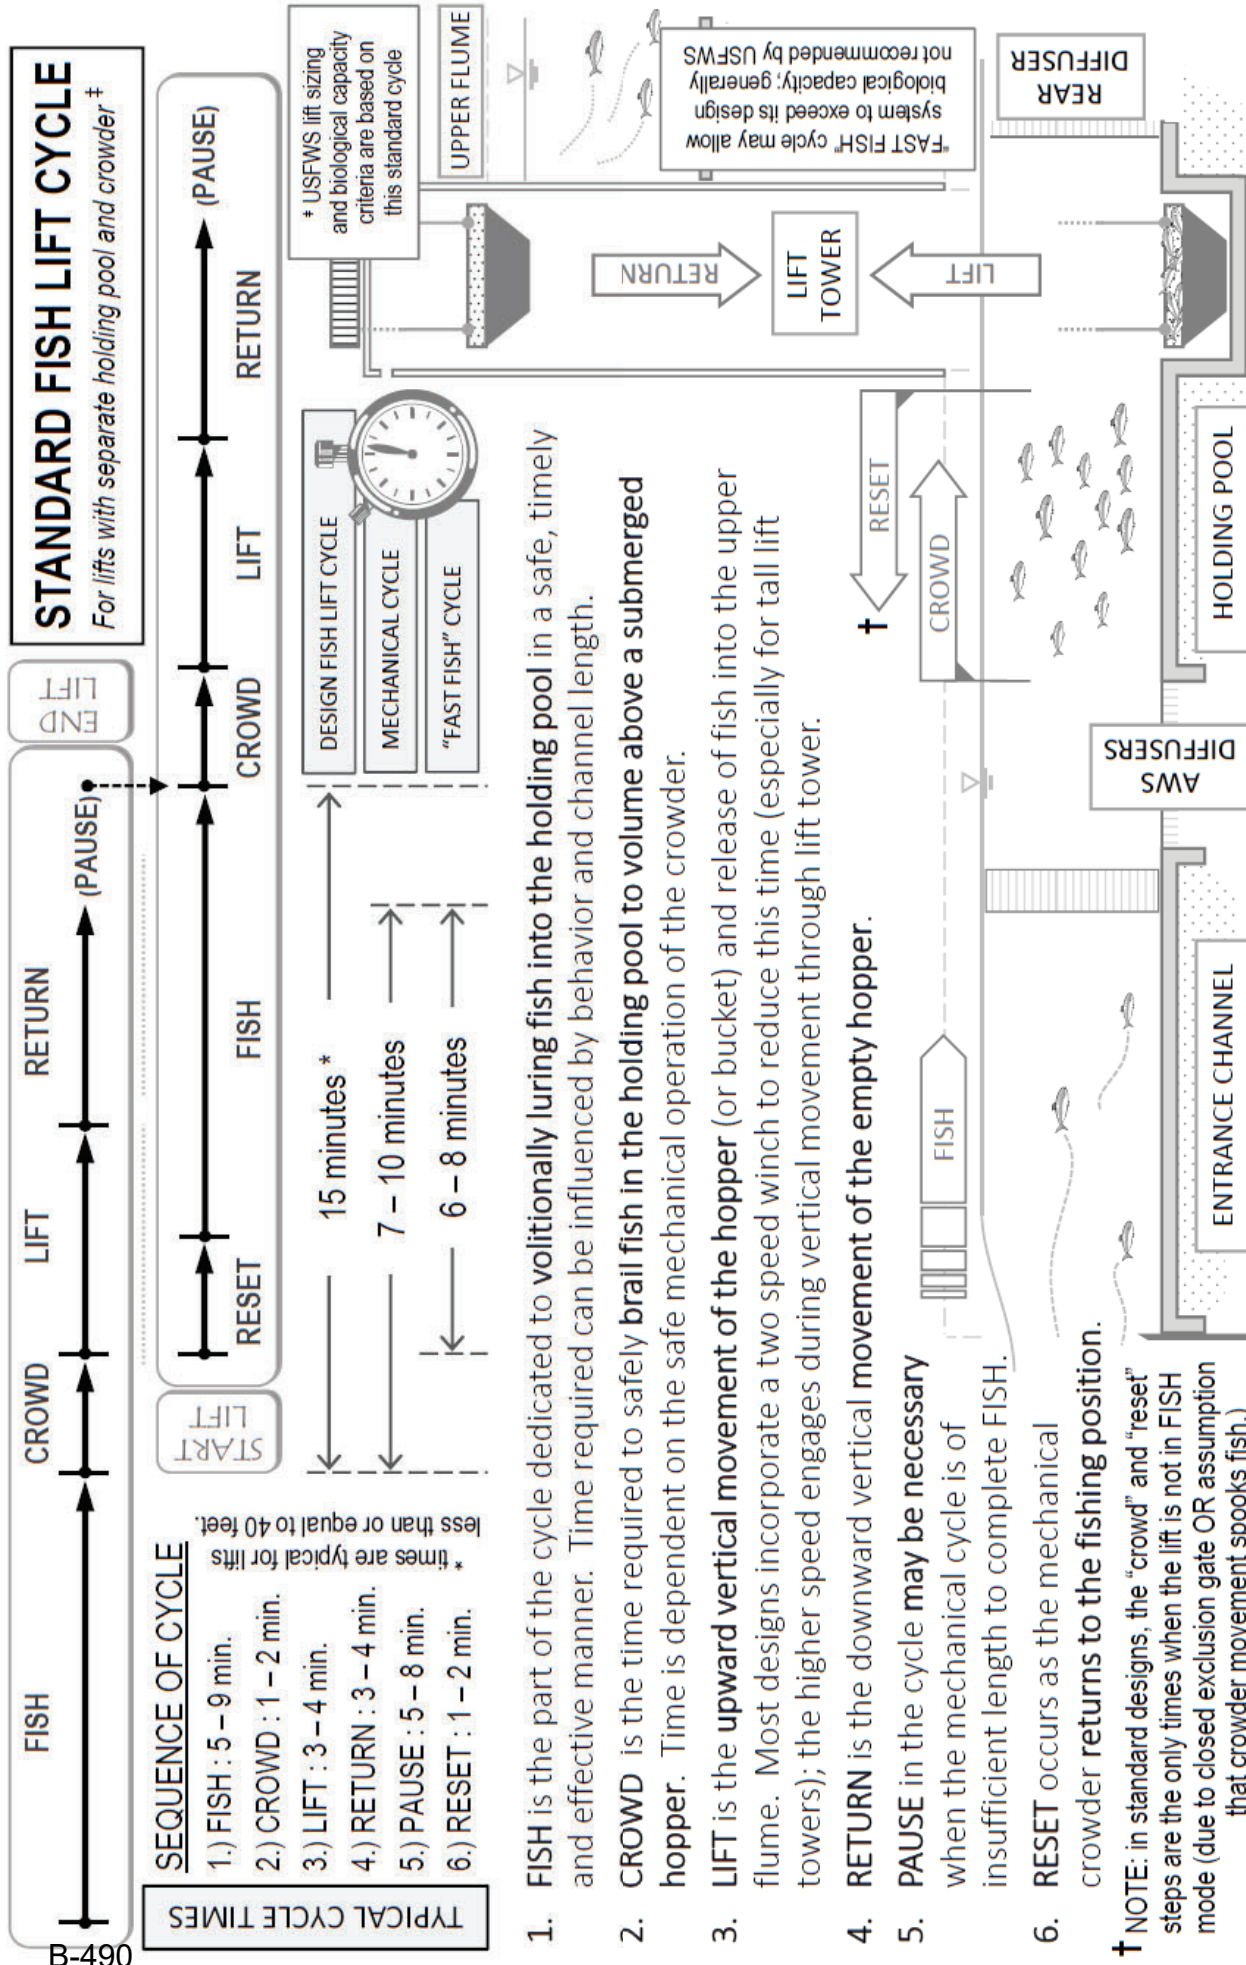 STANDARD FISH LIFT CYCLE
For lifts with separate holding pool and crowder ‡
FISH
CROWD
LIFT
RETURN
(PAUSE)
END
LIFT
START
LIFT
RESET
FISH
CROWD
LIFT
RETURN
(PAUSE)
TYPICAL CYCLE TIMES
SEQUENCE OF CYCLE
1.) FISH : 5 – 9 min.
2.) CROWD : 1 – 2 min.
3.) LIFT : 3 – 4 min.
4.) RETURN : 3 – 4 min.
5.) PAUSE : 5 – 8 min.
6.) RESET : 1 – 2 min.
* times are typical for lifts
less than or equal to 40 feet.
15 minutes *
7 – 10 minutes
6 – 8 minutes
DESIGN FISH LIFT CYCLE
MECHANICAL CYCLE
"FAST FISH" CYCLE
‡ USFWS lift sizing
and biological capacity
criteria are based on
this standard cycle
UPPER FLUME
1. FISH is the part of the cycle dedicated to volitionally luring fish into the holding pool in a safe, timely
and effective manner. Time required can be influenced by behavior and channel length.
2. CROWD is the time required to safely brail fish in the holding pool to volume above a submerged
hopper. Time is dependent on the safe mechanical operation of the crowder.
3. LIFT is the upward vertical movement of the hopper (or bucket) and release of fish into the upper
flume. Most designs incorporate a two speed winch to reduce this time (especially for tall lift
towers); the higher speed engages during vertical movement through lift tower.
4. RETURN is the downward vertical movement of the empty hopper.
5. PAUSE in the cycle may be necessary
when the mechanical cycle is of
insufficient length to complete FISH.
6. RESET occurs as the mechanical
crowder returns to the fishing position.
† NOTE: in standard designs, the "crowd" and "reset"
steps are the only times when the lift is not in FISH
mode (due to closed exclusion gate OR assumption
that crowder movement spooks fish.)
"FAST FISH" cycle may allow
system to exceed its design
biological capacity; generally
not recommended by USFWS
RETURN
LIFT
TOWER
LIFT
RESET
†
CROWD
FISH
ENTRANCE CHANNEL
AWS
DIFFUSERS
HOLDING POOL
REAR
DIFFUSER
B-490